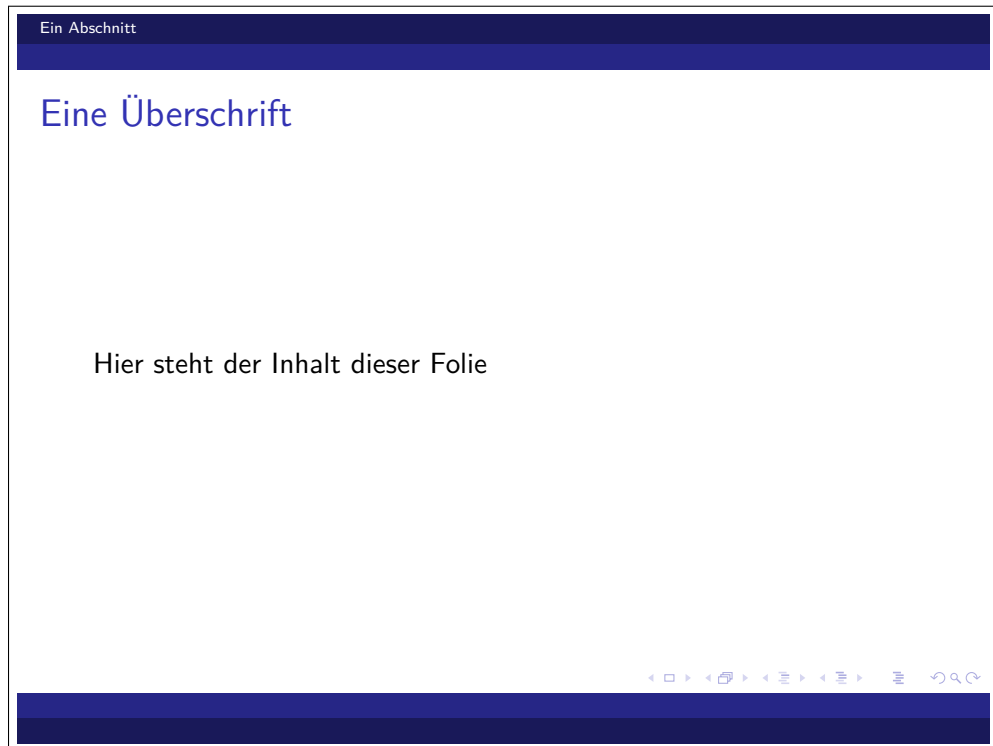 Ein Abschnitt
Eine Überschrift
Hier steht der Inhalt dieser Folie